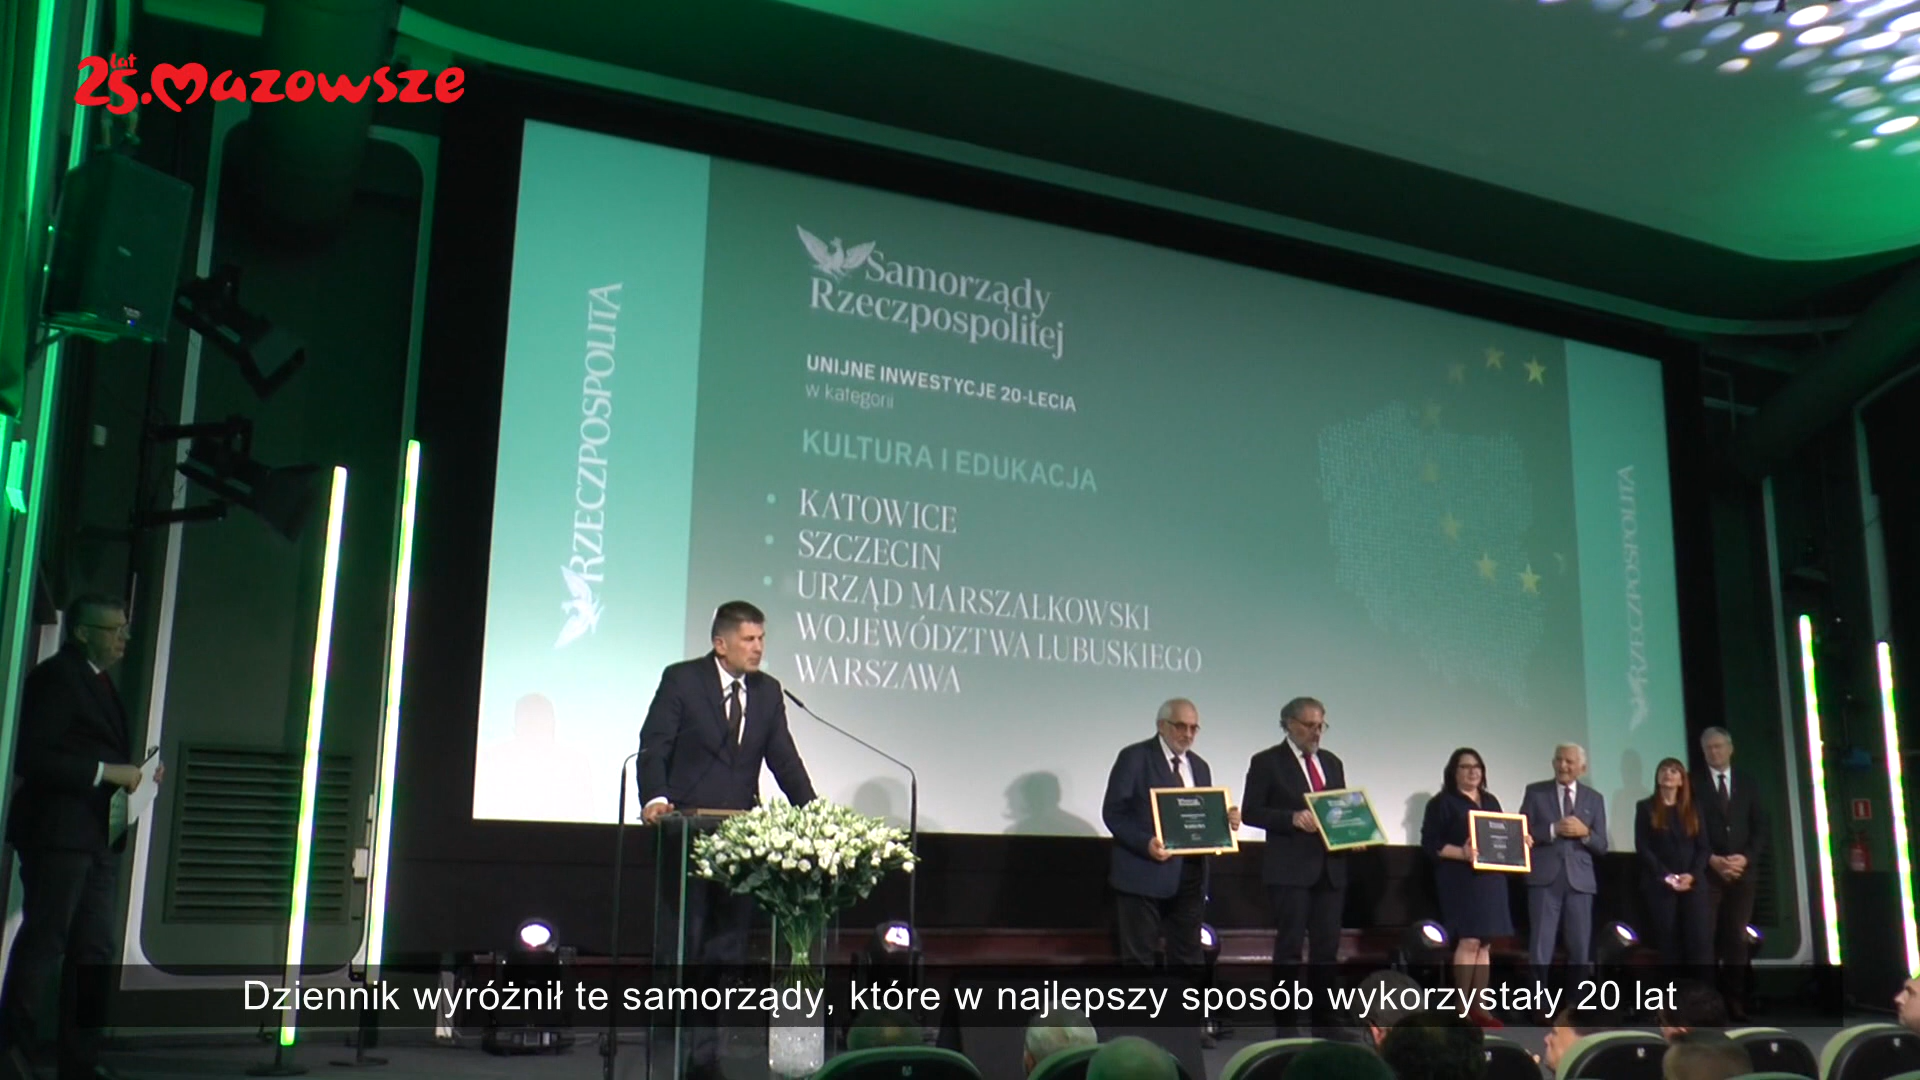 25 lat. Mazowsze
Samorządy
Rzeczpospolitej
UNIJNE INWESTYCJE 20-LECIA
w kategorii
KULTURA I EDUKACJA
• KATOWICE
• SZCZECIN
• URZĄD MARSZAŁKOWSKI
WOJEWÓDZTWA LUBUSKIEGO
WARSZAWA
RZECZPOSPOLITA
RZECZPOSPOLITA
Dziennik wyróżnił te samorządy, które w najlepszy sposób wykorzystały 20 lat